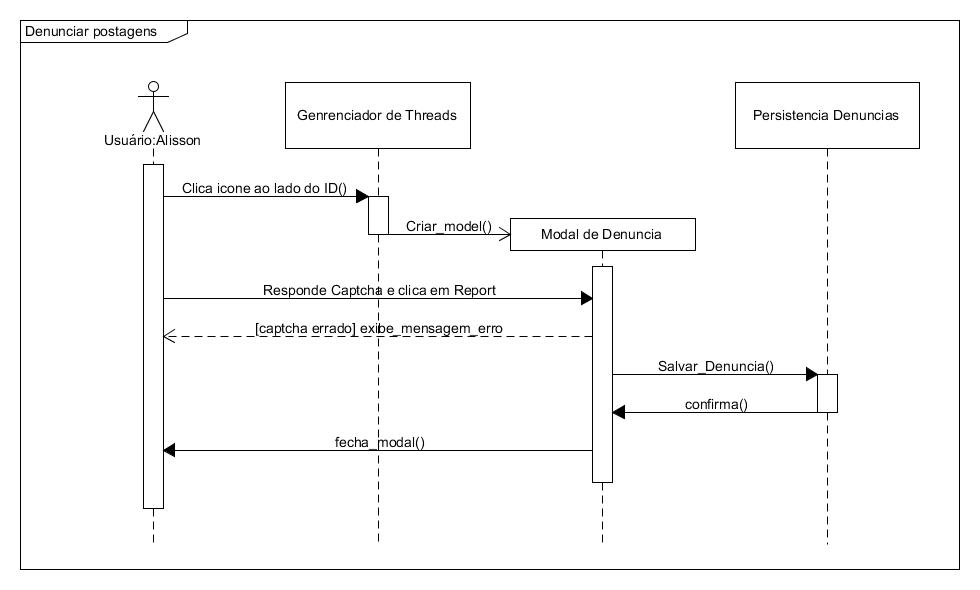 Denunciar postagens
Usuário:Alisson
Genrenciador de Threads
Persistencia Denuncias
Clica icone ao lado do ID()
Criar_model()
Modal de Denuncia
Responde Captcha e clica em Report
[captcha errado] exibe_mensagem_erro
Salvar_Denuncia()
confirma()
fecha_modal()